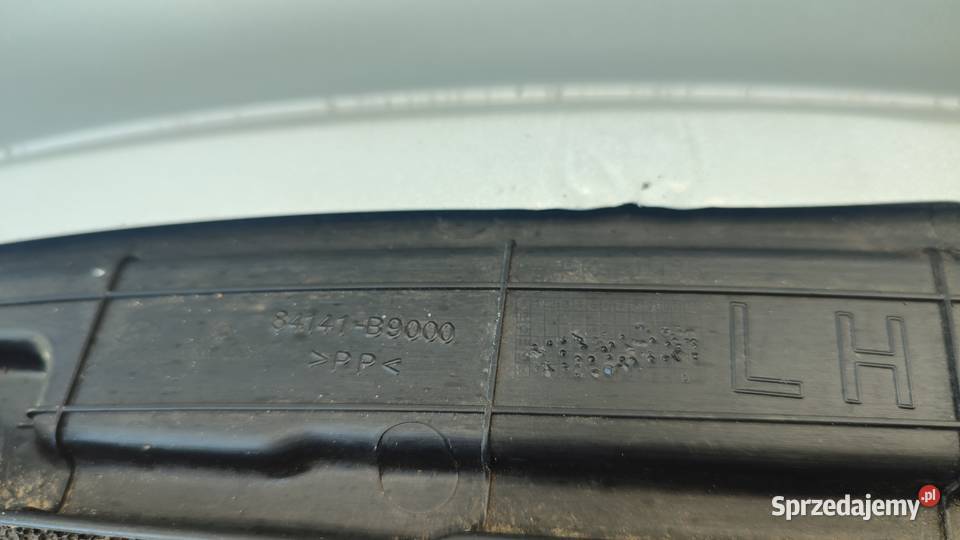 84141-B9000
>PP<
LH
Sprzedajemy.pl